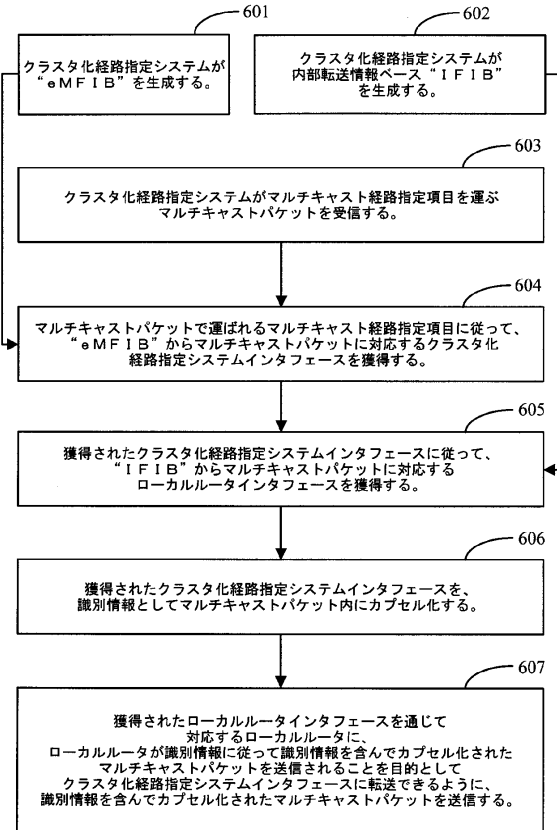 601
クラスタ化経路指定システムが
“ｅＭＦＩＢ”を生成する。
602
クラスタ化経路指定システムが
内部転送情報ベース“ＩＦＩＢ”
を生成する。
603
クラスタ化経路指定システムがマルチキャスト経路指定項目を運ぶ
マルチキャストパケットを受信する。
604
マルチキャストパケットで運ばれるマルチキャスト経路指定項目に従って、
“ｅＭＦＩＢ”からマルチキャストパケットに対応するクラスタ化
経路指定システムインタフェースを獲得する。
605
獲得されたクラスタ化経路指定システムインタフェースに従って、
“ＩＦＩＢ”からマルチキャストパケットに対応する
ローカルルータインタフェースを獲得する。
606
獲得されたクラスタ化経路指定システムインタフェースを、
識別情報としてマルチキャストパケット内にカプセル化する。
607
獲得されたローカルルータインタフェースを通じて
対応するローカルルータに、
ローカルルータが識別情報に従って識別情報を含んでカプセル化された
マルチキャストパケットを送信されることを目的として
クラスタ化経路指定システムインタフェースに転送できるように、
識別情報を含んでカプセル化されたマルチキャストパケットを送信する。